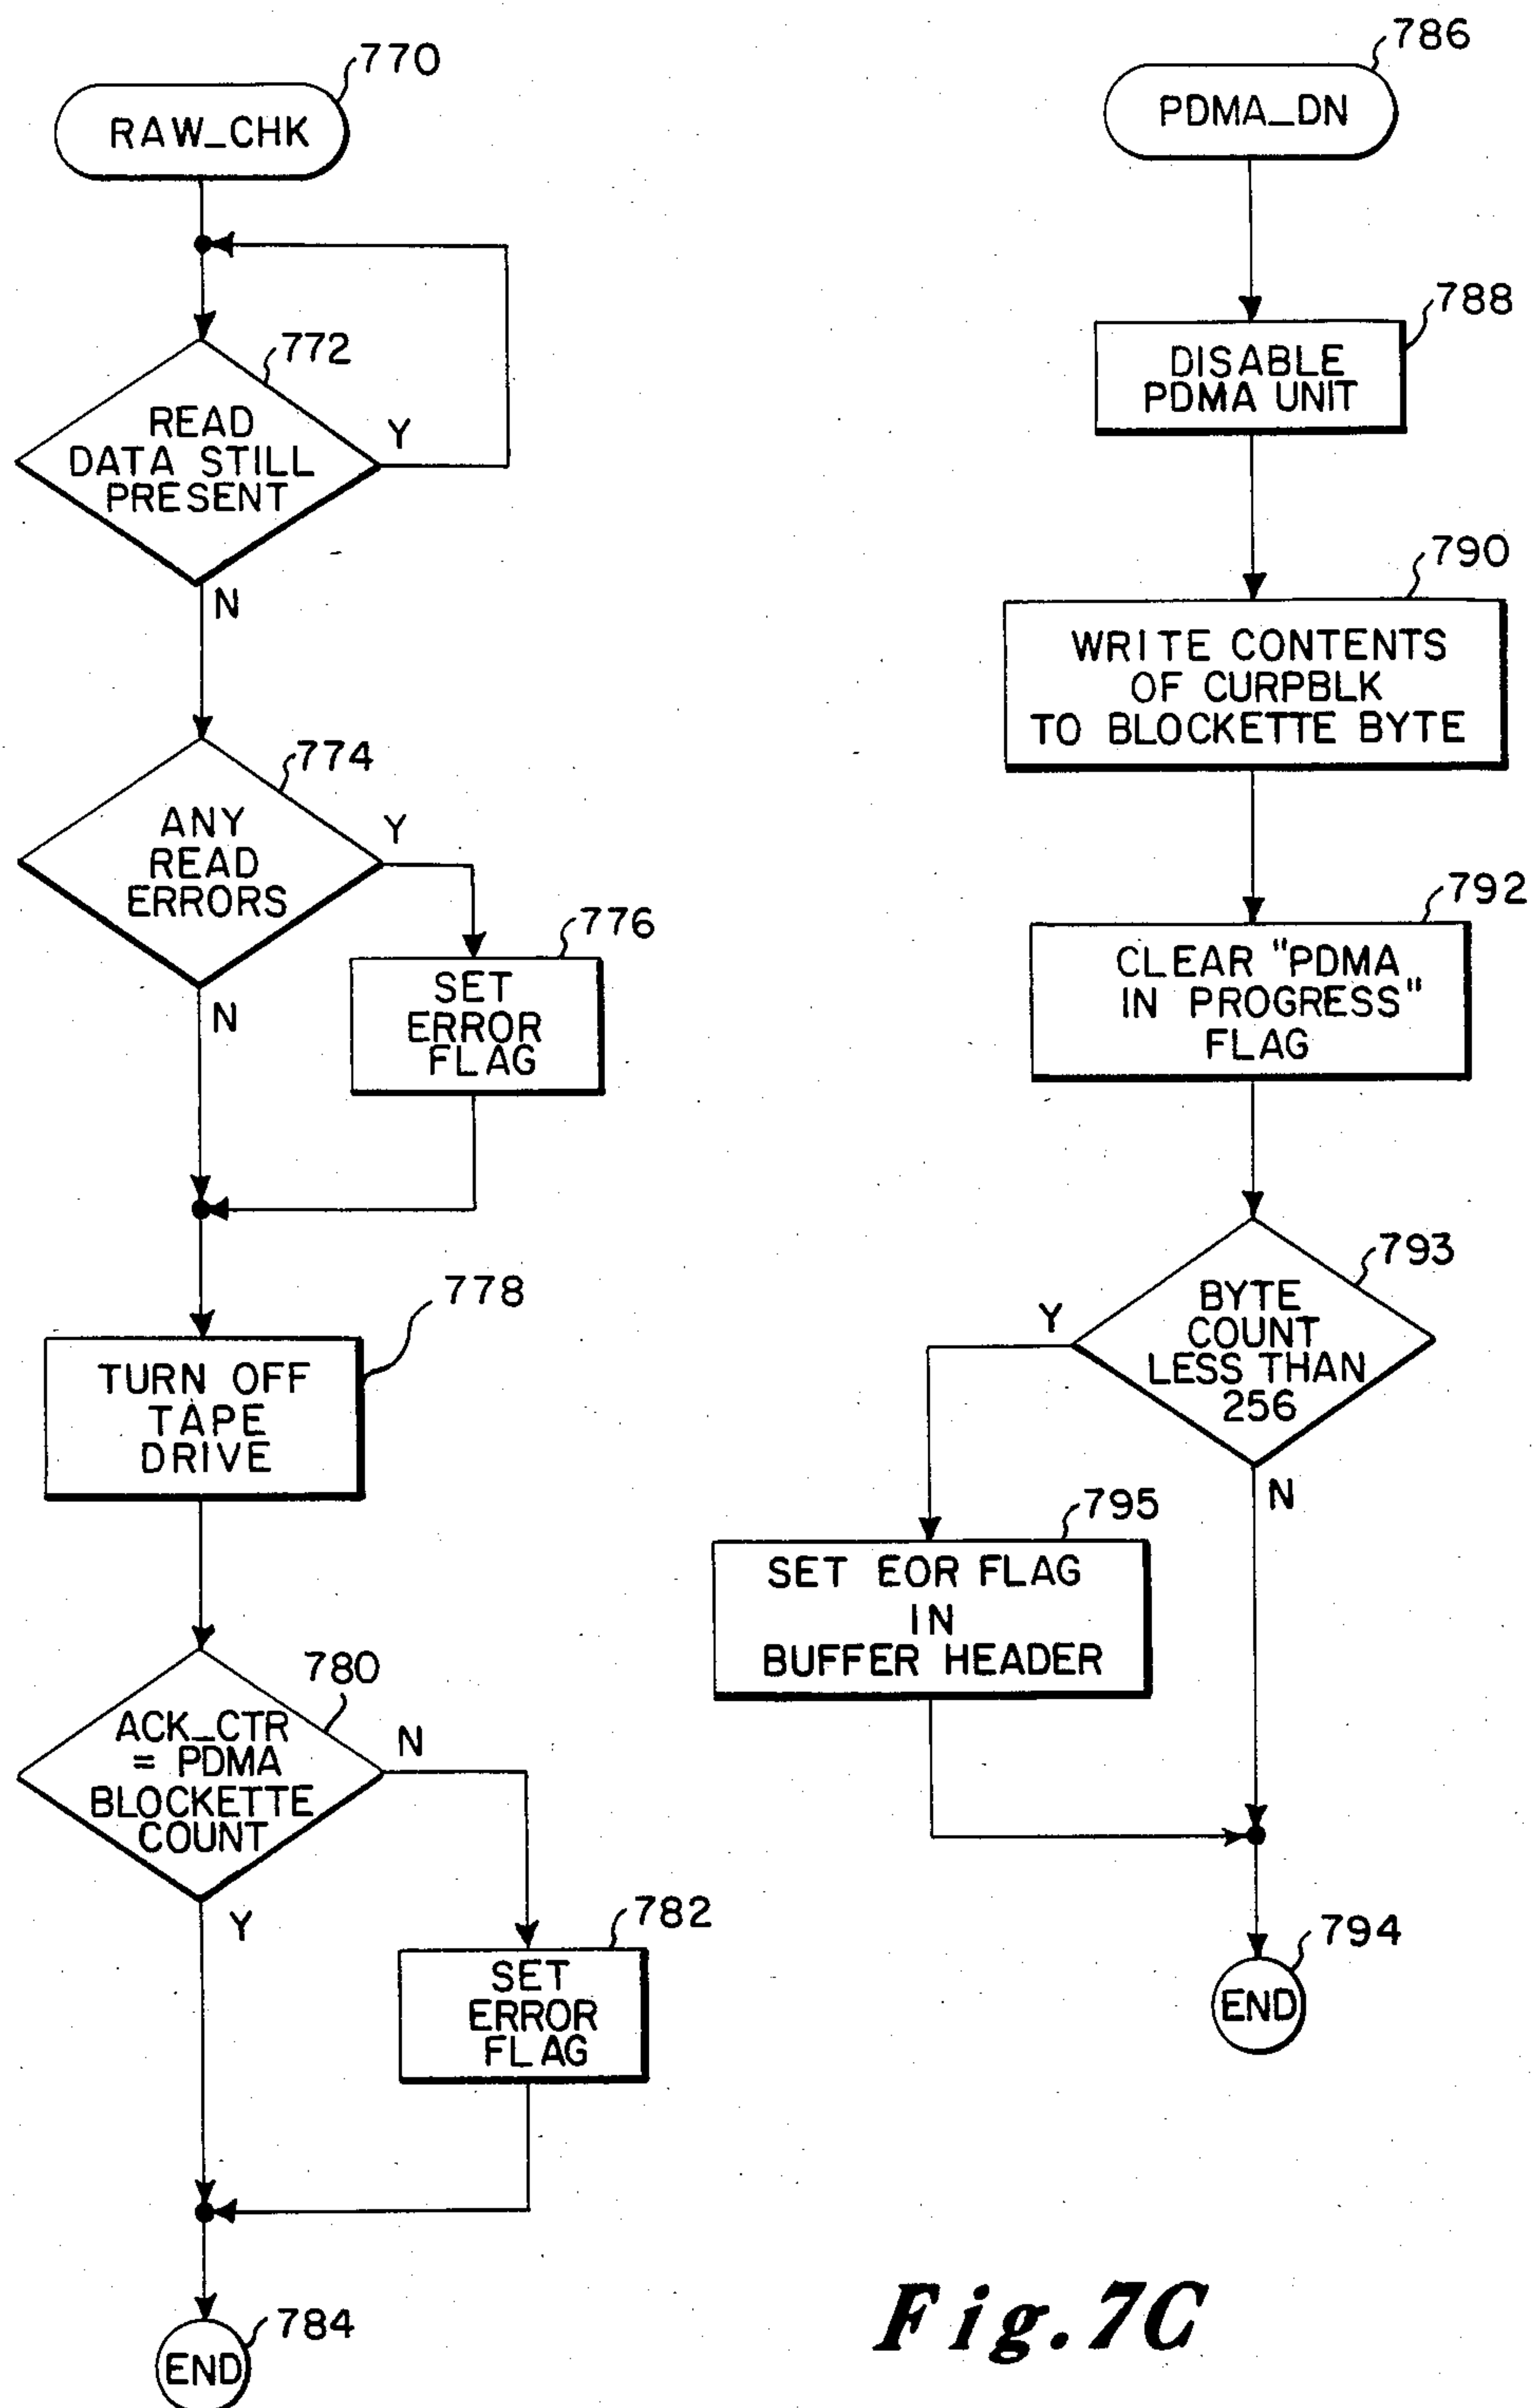 770
RAW_CHK
772
READ
DATA STILL
PRESENT
Y
N
774
ANY
READ
ERRORS
Y
N
776
SET
ERROR
FLAG
778
TURN OFF
TAPE
DRIVE
780
ACK_CTR
= PDMA
BLOCKETTE
COUNT
N
Y
782
SET
ERROR
FLAG
784
END
786
PDMA_DN
788
DISABLE
PDMA UNIT
790
WRITE CONTENTS
OF CURPBLK
TO BLOCKETTE BYTE
792
CLEAR "PDMA
IN PROGRESS"
FLAG
793
BYTE
COUNT
LESS THAN
256
Y
N
795
SET EOR FLAG
IN
BUFFER HEADER
794
END
Fig. 7C